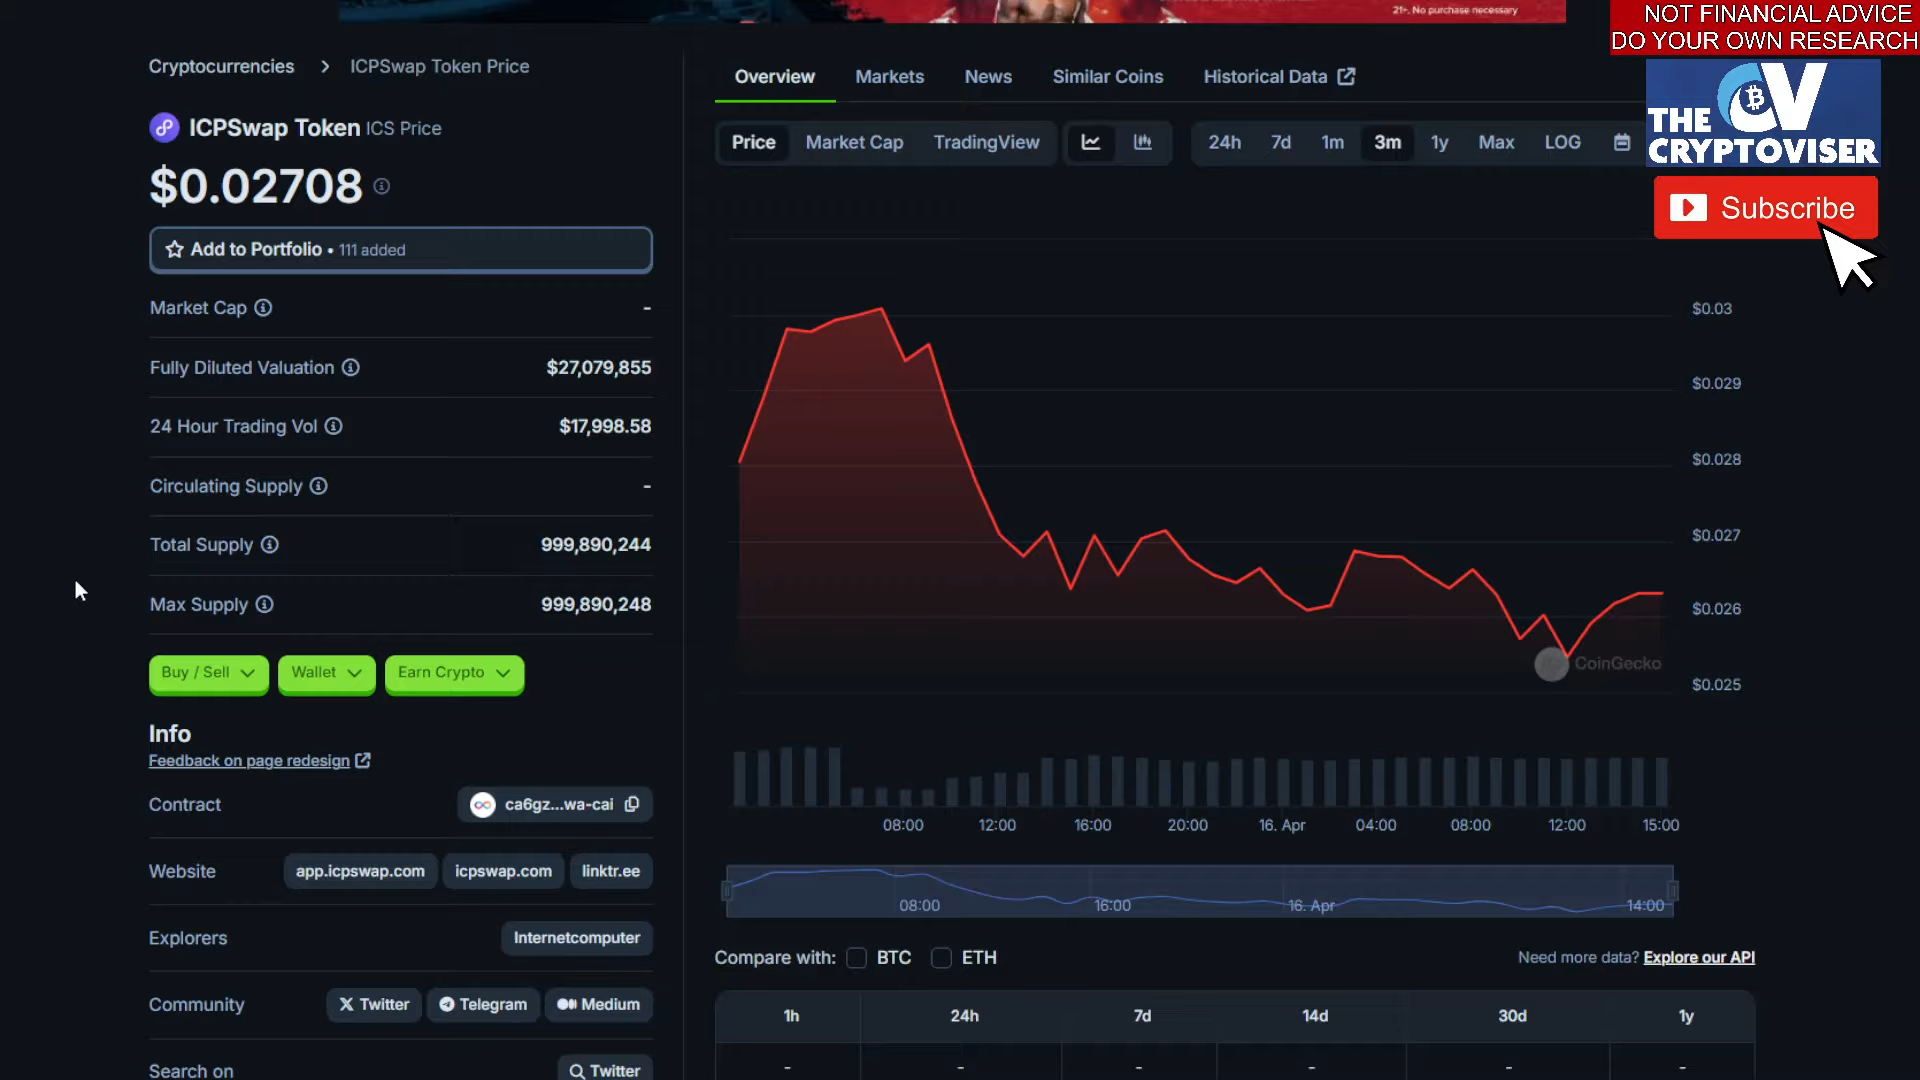 21+. No purchase necessary
NOT FINANCIAL ADVICE
DO YOUR OWN RESEARCH
THE CV
CRYPTOVISER
Subscribe
Cryptocurrencies > ICPSwap Token Price
ICPSwap Token ICS Price
$0.02708
Add to Portfolio • 111 added
Market Cap -
Fully Diluted Valuation $27,079,855
24 Hour Trading Vol $17,998.58
Circulating Supply -
Total Supply 999,890,244
Max Supply 999,890,248
Buy / Sell Wallet Earn Crypto
Info
Feedback on page redesign
Contract ca6gz...wa-cai
Website app.icpswap.com icpswap.com linktr.ee
Explorers Internetcomputer
Community Twitter Telegram Medium
Search on Twitter
Overview Markets News Similar Coins Historical Data
Price Market Cap TradingView 24h 7d 1m 3m 1y Max LOG
$0.03
$0.029
$0.028
$0.027
$0.026
$0.025
CoinGecko
08:00 12:00 16:00 20:00 16. Apr 04:00 08:00 12:00 15:00
08:00 16:00 16. Apr 14:00
Compare with: BTC ETH
Need more data? Explore our API
1h 24h 7d 14d 30d 1y
- - - - - -